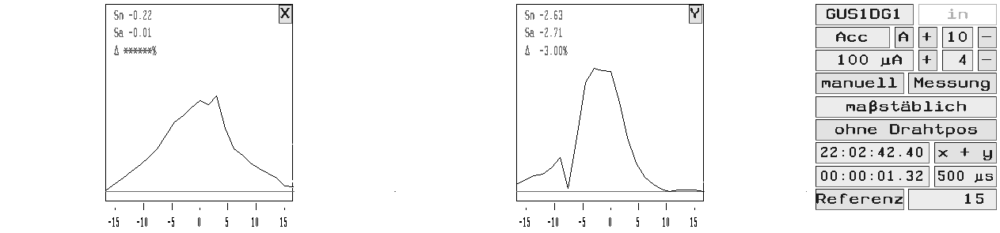 Sn -0.22
X
Sa -0.01
Δ ******%
-15 -10 -5 0 5 10 15
Sn -2.63
Y
Sa -2.71
Δ -3.00%
-15 -10 -5 0 5 10 15
GUS1DG1 in
Acc A + 10 -
100 µA + 4 -
manuell Messung
maßstäblich
ohne Drahtpos
22:02:42.40 x + y
00:00:01.32 500 µs
Referenz 15